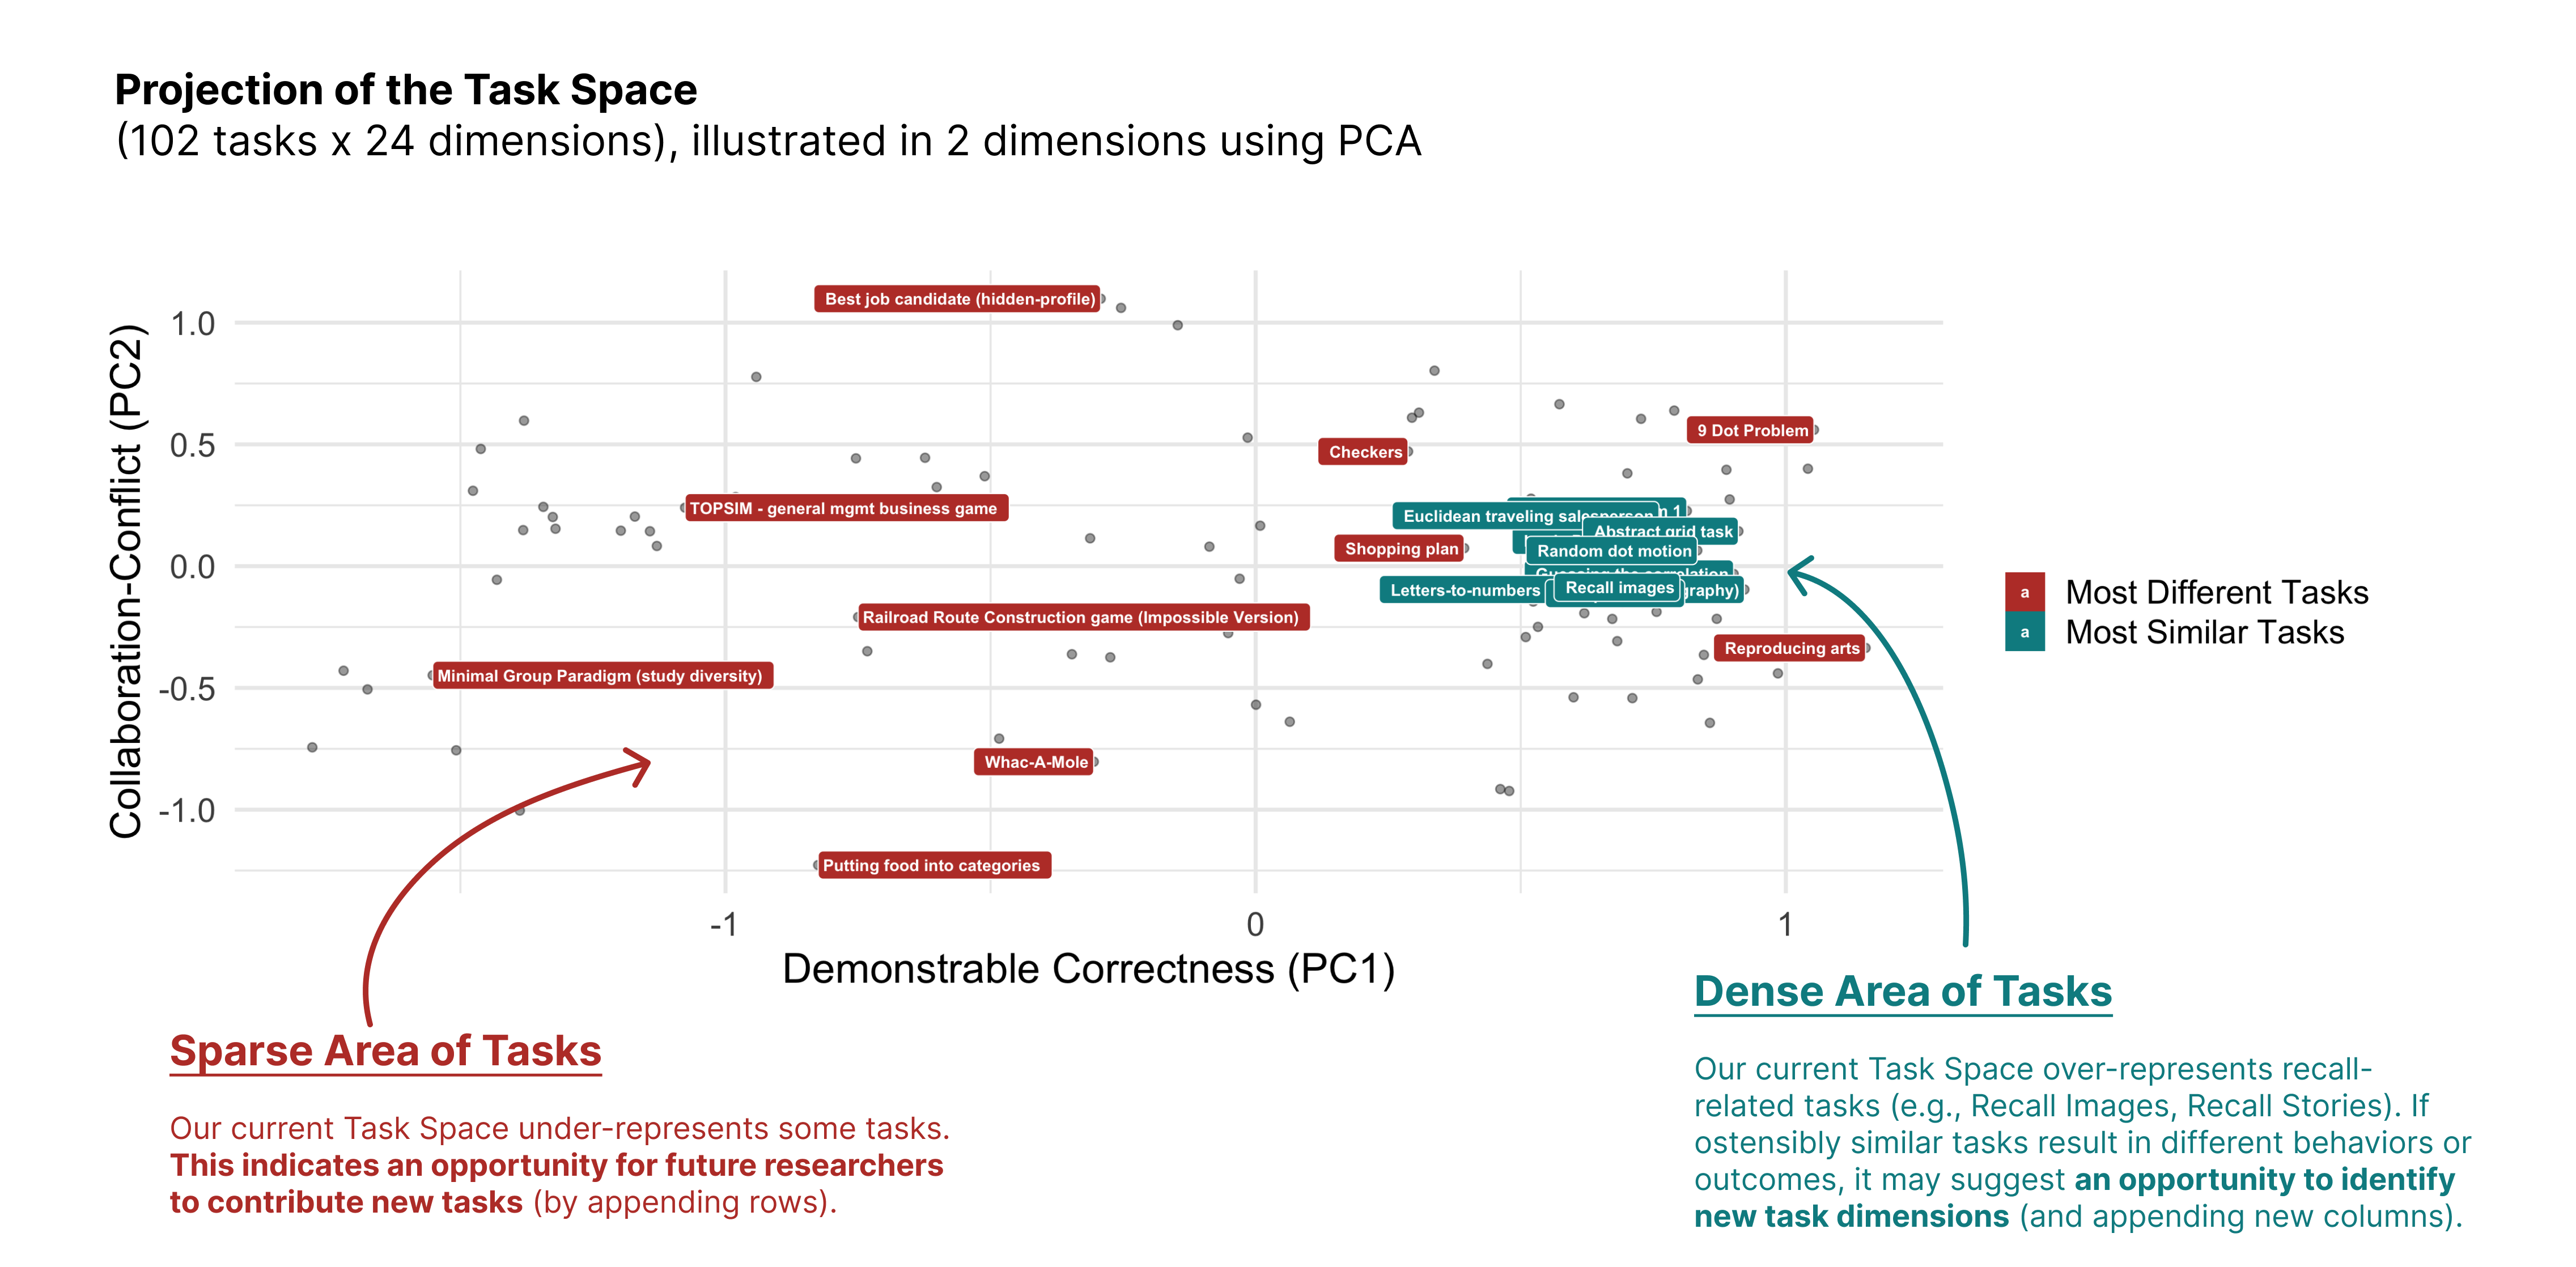 Projection of the Task Space
(102 tasks x 24 dimensions), illustrated in 2 dimensions using PCA
Collaboration-Conflict (PC2)
1.0
0.5
0.0
-0.5
-1.0
Best job candidate (hidden-profile)
9 Dot Problem
Checkers
TOPSIM - general mgmt business game
Euclidean traveling salesperson
n 1
Abstract grid task
Shopping plan
Random dot motion
Guessing the correlation
Letters-to-numbers
Recall images
graphy)
Railroad Route Construction game (Impossible Version)
Reproducing arts
Minimal Group Paradigm (study diversity)
Whac-A-Mole
Putting food into categories
-1
0
1
Demonstrable Correctness (PC1)
a Most Different Tasks
a Most Similar Tasks
Sparse Area of Tasks
Our current Task Space under-represents some tasks.
This indicates an opportunity for future researchers
to contribute new tasks (by appending rows).
Dense Area of Tasks
Our current Task Space over-represents recall-
related tasks (e.g., Recall Images, Recall Stories). If
ostensibly similar tasks result in different behaviors or
outcomes, it may suggest an opportunity to identify
new task dimensions (and appending new columns).